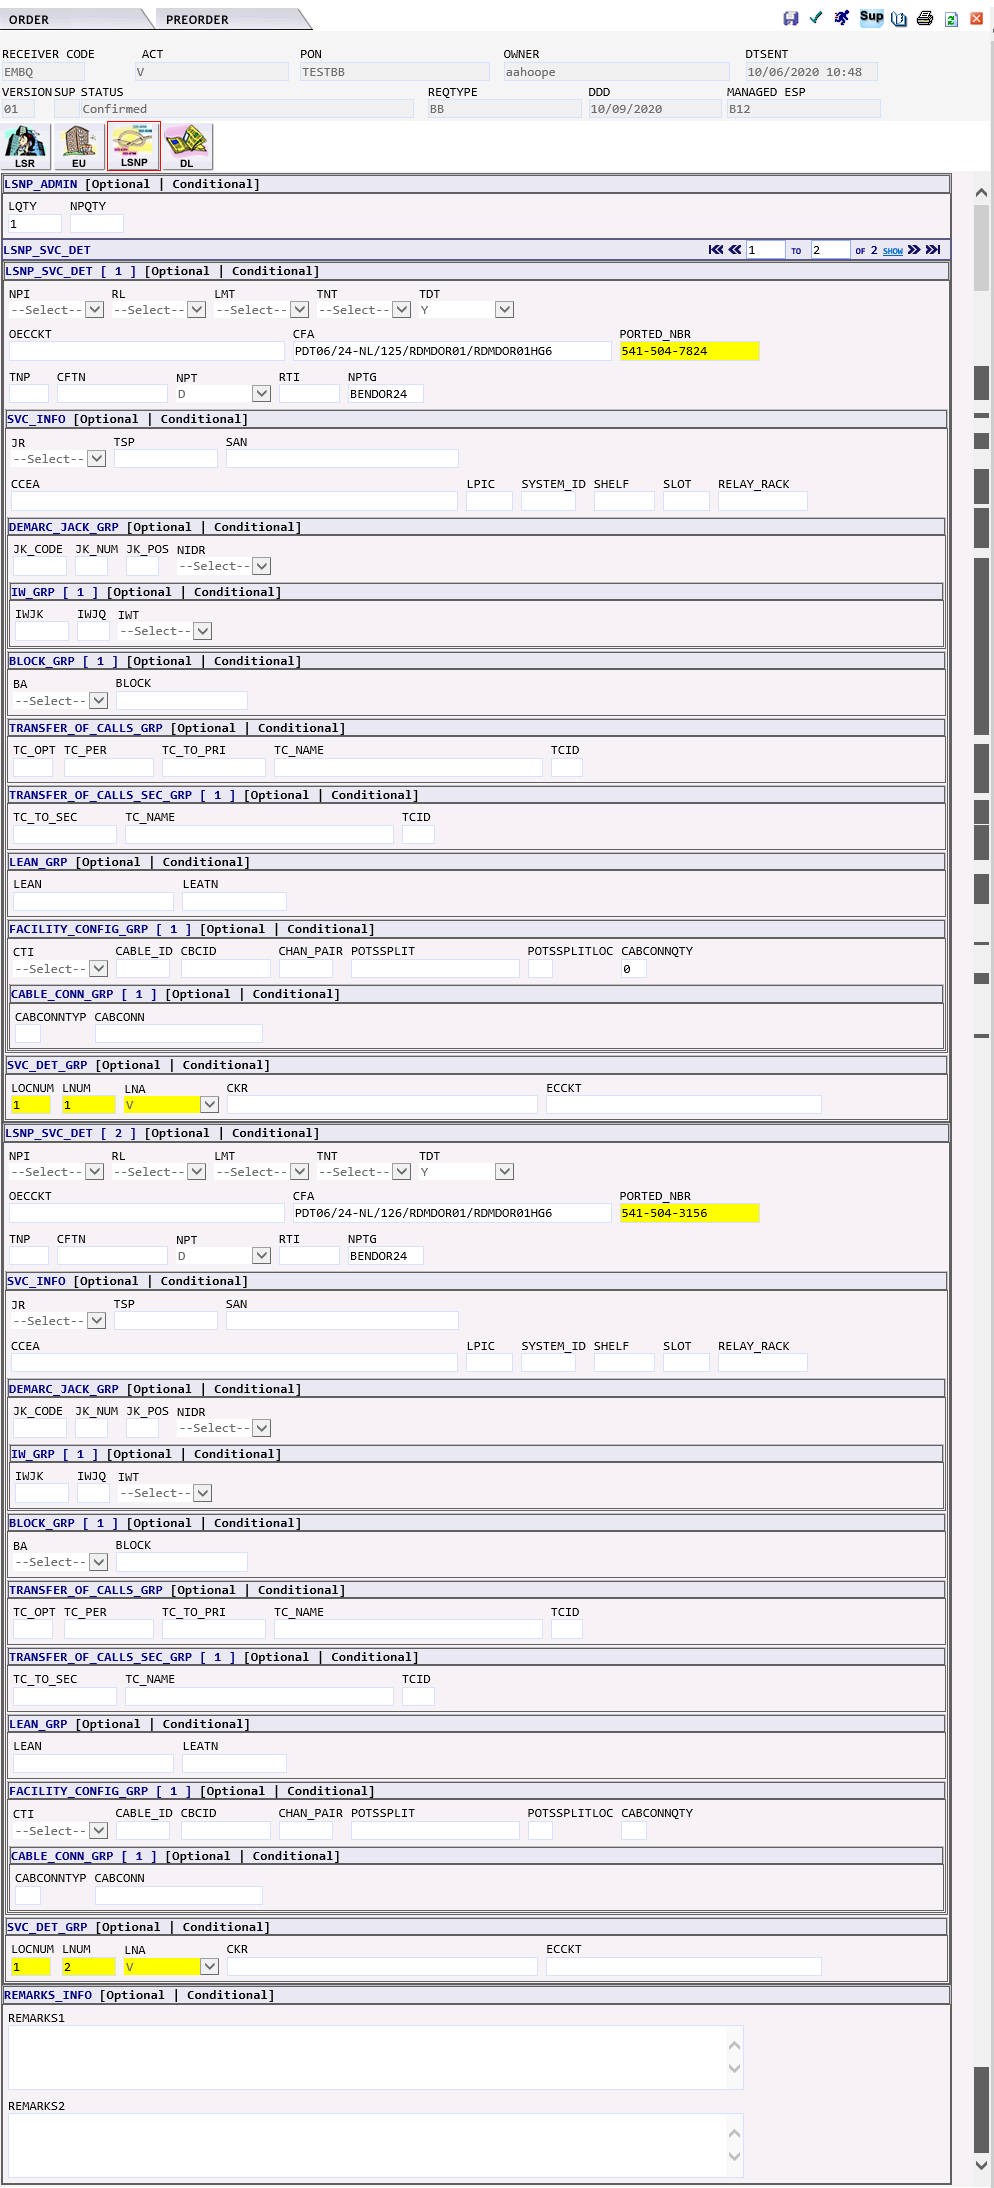 ORDER PREORDER Sup
RECEIVER CODE ACT PON OWNER DTSENT
EMBQ V TESTBB aahoope 10/06/2020 10:48
VERSION SUP STATUS REQTYPE DDD MANAGED ESP
01 Confirmed BB 10/09/2020 B12
LSR EU LSNP DL
LSNP_ADMIN [Optional | Conditional]
LQTY NPQTY
1
LSNP_SVC_DET 1 TO 2 OF 2 SHOW
LSNP_SVC_DET [ 1 ] [Optional | Conditional]
NPI RL LMT TNT TDT
--Select-- --Select-- --Select-- --Select-- Y
OECCKT CFA PORTED_NBR
PDT06/24-NL/125/RDMDOR01/RDMDOR01HG6 541-504-7824
TNP CFTN NPT RTI NPTG
D BENDOR24
SVC_INFO [Optional | Conditional]
JR TSP SAN
--Select--
CCEA LPIC SYSTEM_ID SHELF SLOT RELAY_RACK
DEMARC_JACK_GRP [Optional | Conditional]
JK_CODE JK_NUM JK_POS NIDR
--Select--
IW_GRP [ 1 ] [Optional | Conditional]
IWJK IWJQ IWT
--Select--
BLOCK_GRP [ 1 ] [Optional | Conditional]
BA BLOCK
--Select--
TRANSFER_OF_CALLS_GRP [Optional | Conditional]
TC_OPT TC_PER TC_TO_PRI TC_NAME TCID
TRANSFER_OF_CALLS_SEC_GRP [ 1 ] [Optional | Conditional]
TC_TO_SEC TC_NAME TCID
LEAN_GRP [Optional | Conditional]
LEAN LEATN
FACILITY_CONFIG_GRP [ 1 ] [Optional | Conditional]
CTI CABLE_ID CBCID CHAN_PAIR POTSSPLIT POTSSPLITLOC CABCONNQTY
--Select-- 0
CABLE_CONN_GRP [ 1 ] [Optional | Conditional]
CABCONNTYP CABCONN
SVC_DET_GRP [Optional | Conditional]
LOCNUM LNUM LNA CKR ECCKT
1 1 V
LSNP_SVC_DET [ 2 ] [Optional | Conditional]
NPI RL LMT TNT TDT
--Select-- --Select-- --Select-- --Select-- Y
OECCKT CFA PORTED_NBR
PDT06/24-NL/126/RDMDOR01/RDMDOR01HG6 541-504-3156
TNP CFTN NPT RTI NPTG
D BENDOR24
SVC_INFO [Optional | Conditional]
JR TSP SAN
--Select--
CCEA LPIC SYSTEM_ID SHELF SLOT RELAY_RACK
DEMARC_JACK_GRP [Optional | Conditional]
JK_CODE JK_NUM JK_POS NIDR
--Select--
IW_GRP [ 1 ] [Optional | Conditional]
IWJK IWJQ IWT
--Select--
BLOCK_GRP [ 1 ] [Optional | Conditional]
BA BLOCK
--Select--
TRANSFER_OF_CALLS_GRP [Optional | Conditional]
TC_OPT TC_PER TC_TO_PRI TC_NAME TCID
TRANSFER_OF_CALLS_SEC_GRP [ 1 ] [Optional | Conditional]
TC_TO_SEC TC_NAME TCID
LEAN_GRP [Optional | Conditional]
LEAN LEATN
FACILITY_CONFIG_GRP [ 1 ] [Optional | Conditional]
CTI CABLE_ID CBCID CHAN_PAIR POTSSPLIT POTSSPLITLOC CABCONNQTY
--Select--
CABLE_CONN_GRP [ 1 ] [Optional | Conditional]
CABCONNTYP CABCONN
SVC_DET_GRP [Optional | Conditional]
LOCNUM LNUM LNA CKR ECCKT
1 2 V
REMARKS_INFO [Optional | Conditional]
REMARKS1
REMARKS2